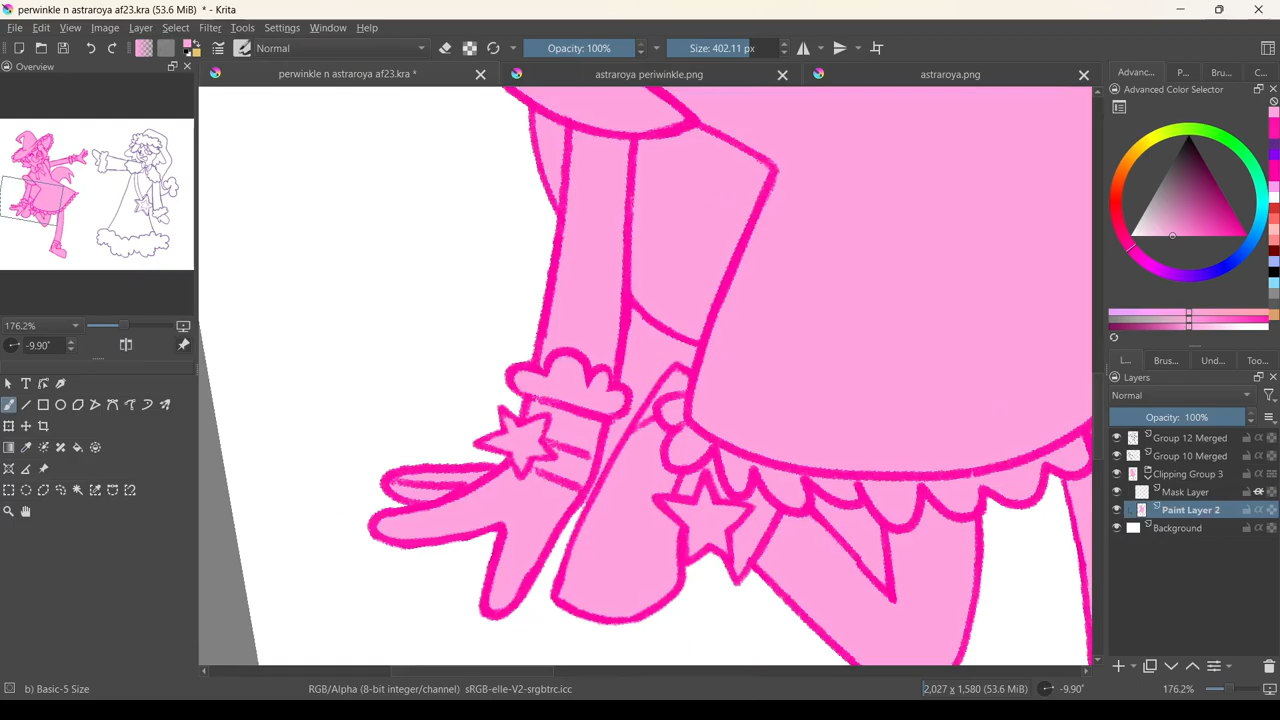 perwinkle n astraroya af23.kra (53.6 MiB) * - Krita
File Edit View Image Layer Select Filter Tools Settings Window Help
Normal Opacity: 100% Size: 402.11 px
Overview
perwinkle n astraroya af23.kra * astraroya periwinkle.png astraroya.png
Advanc... P... Bru... C...
Advanced Color Selector
176.2%
-9.90°
L... Brus... Und... Too...
Layers
Normal
Opacity: 100%
Group 12 Merged
Group 10 Merged
Clipping Group 3
Mask Layer
Paint Layer 2
Background
b) Basic-5 Size RGB/Alpha (8-bit integer/channel) sRGB-elle-V2-srgbtrc.icc 2,027 x 1,580 (53.6 MiB) -9.90° 176.2%